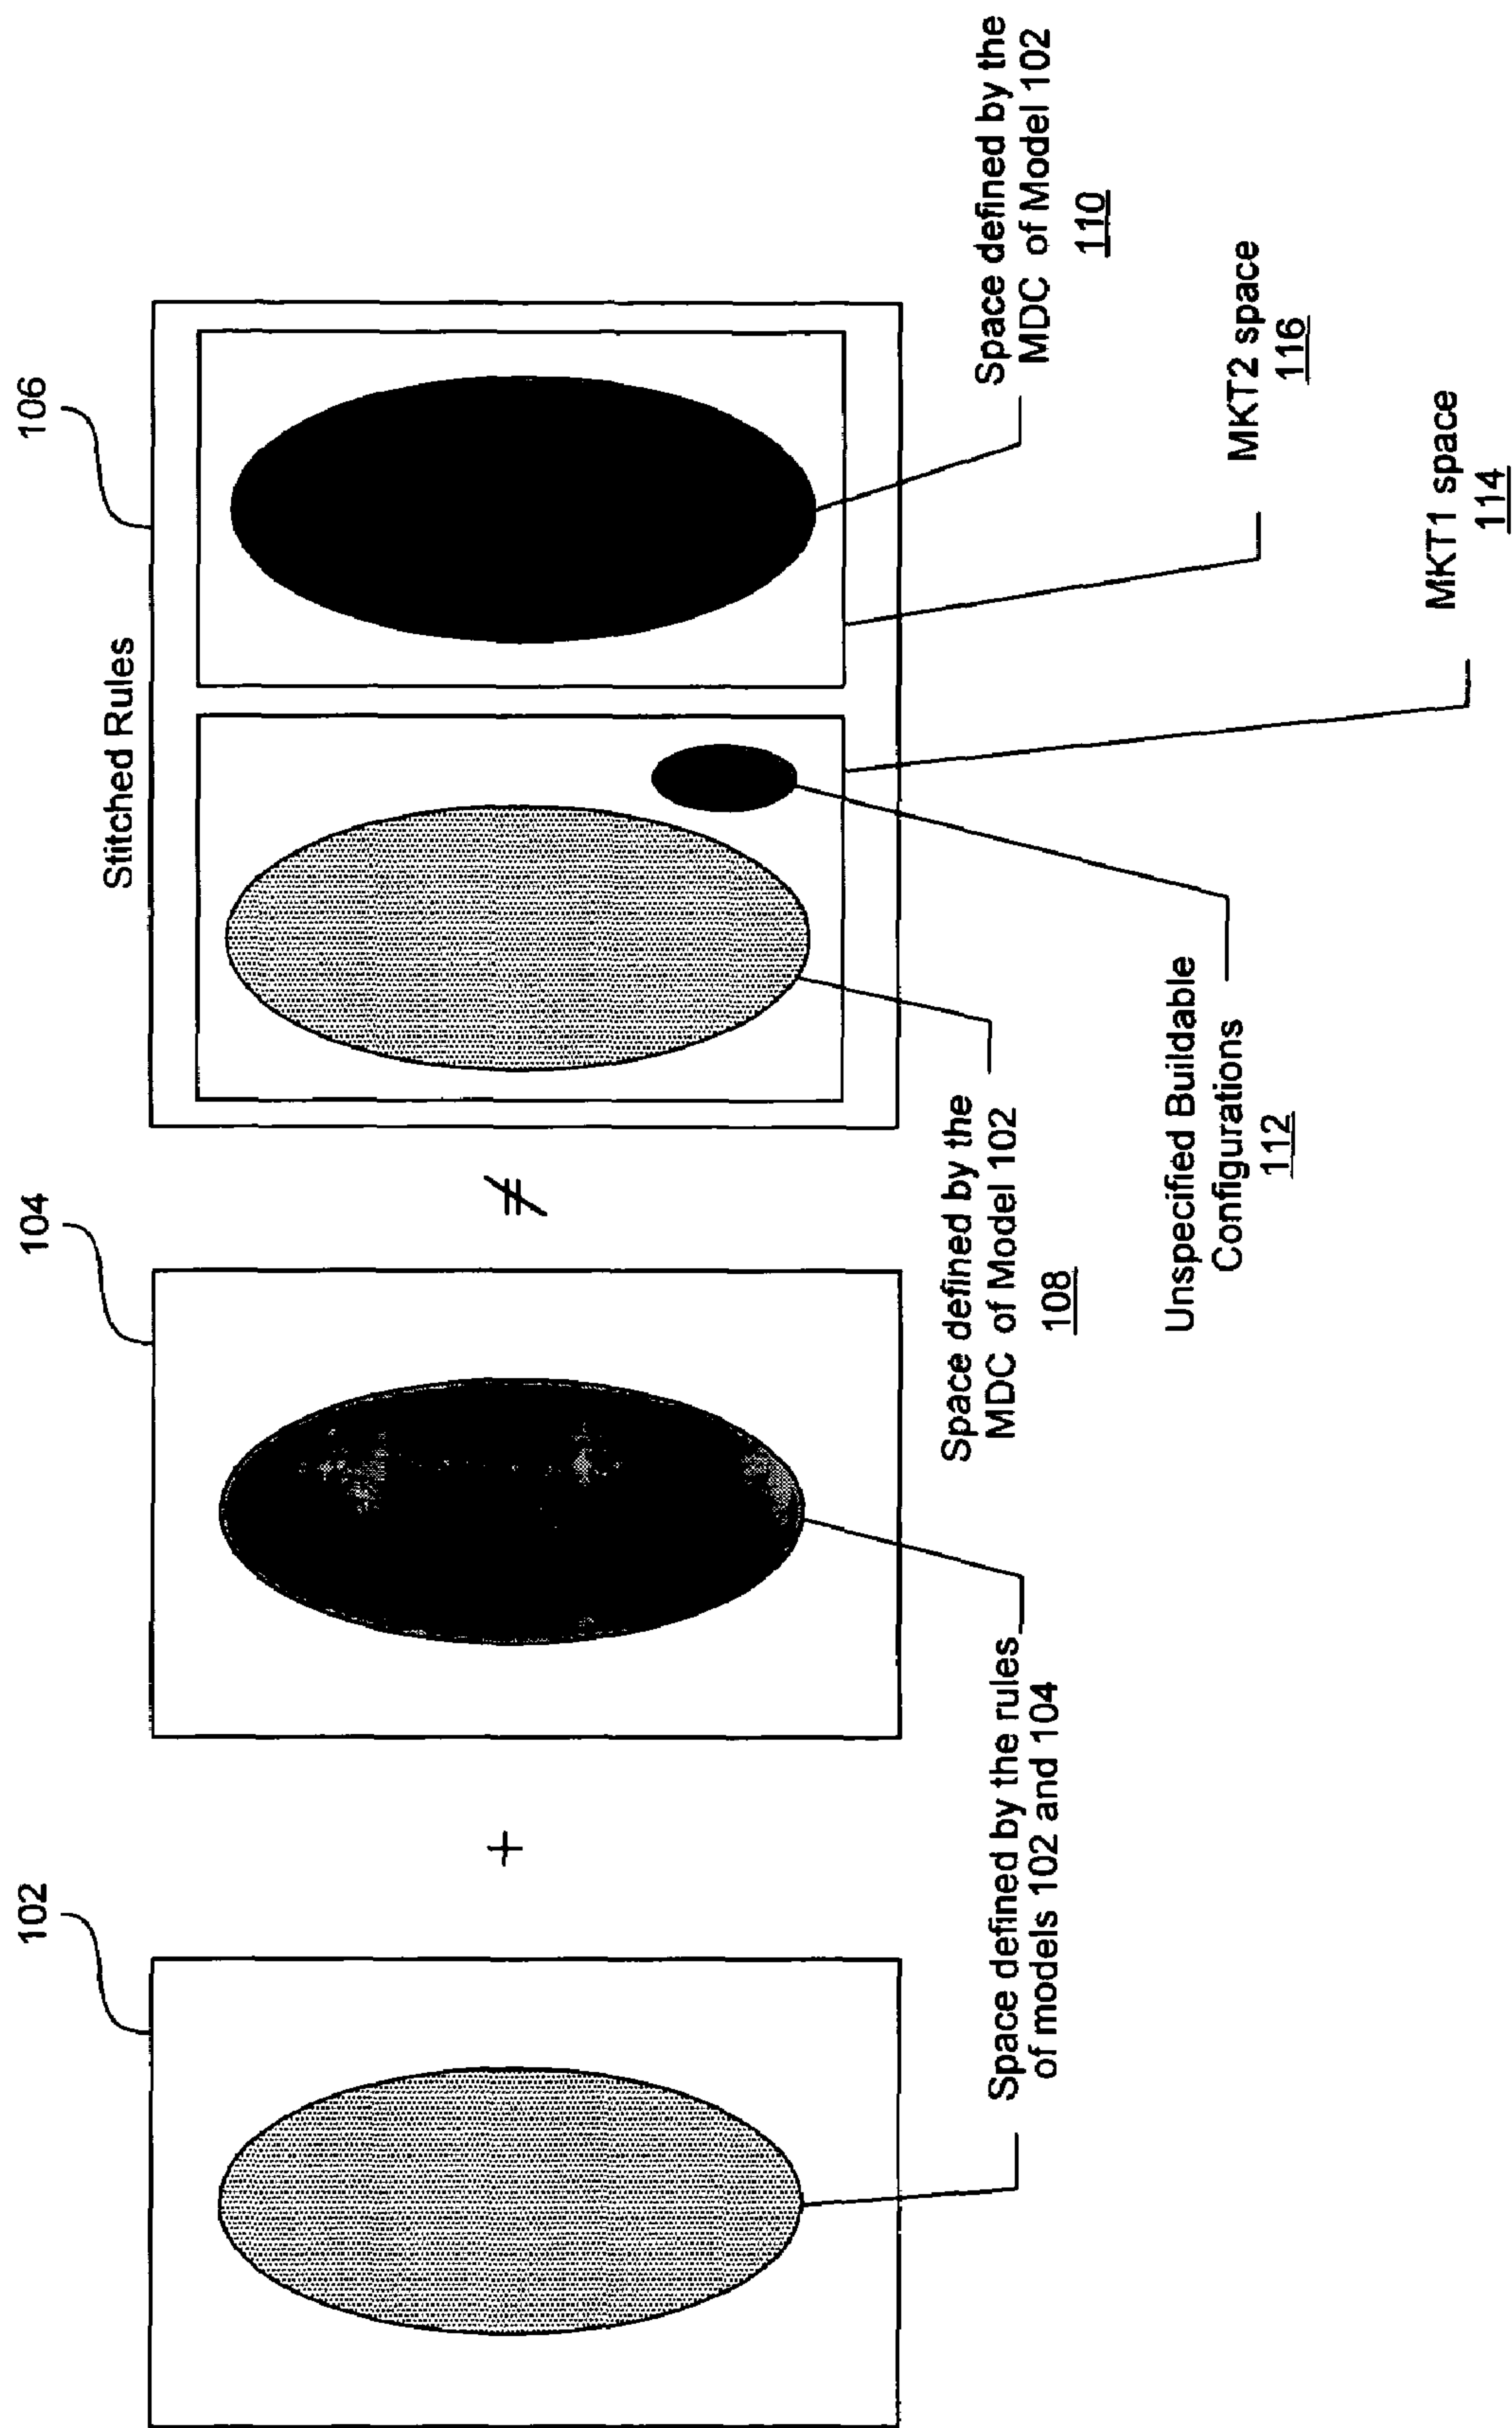 102
104
106
Stitched Rules
+
≠
Space defined by the rules
of models 102 and 104
Space defined by the
MDC of Model 102
108
Unspecified Buildable
Configurations
112
Space defined by the
MDC of Model 102
110
MKT2 space
116
MKT1 space
114